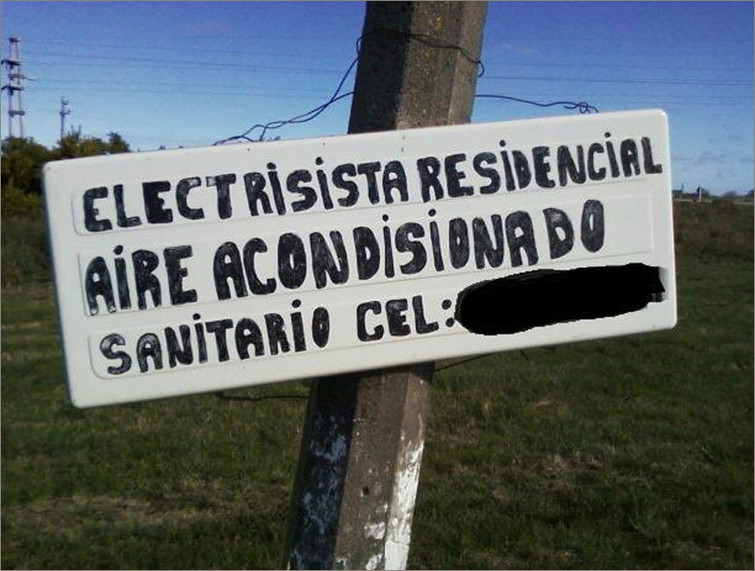 ELECTRISISTA RESIDENCIAL
AIRE ACONDISIONADO
SANITARIO CEL: